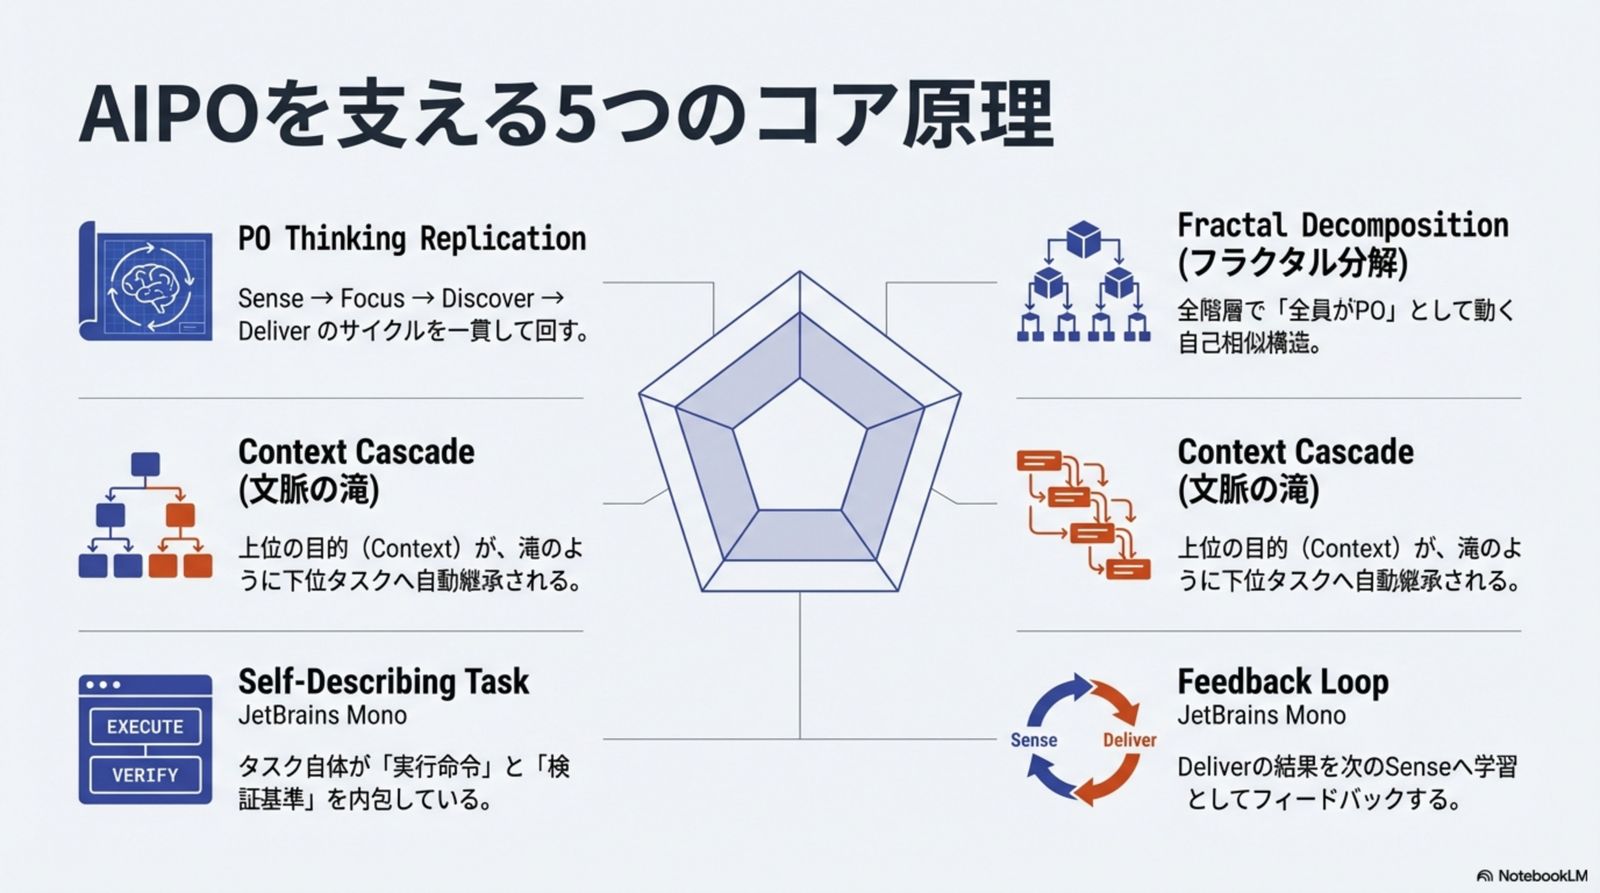 AIPOを支える5つのコア原理
PO Thinking Replication
Sense → Focus → Discover →
Deliver のサイクルを一貫して回す。
Context Cascade
(文脈の滝)
上位の目的（Context）が、滝のよ
うに下位タスクへ自動継承される。
EXECUTE
VERIFY
Self-Describing Task
JetBrains Mono
タスク自体が「実行命令」と「検
証基準」を内包している。
Fractal Decomposition
(フラクタル分解)
全階層で「全員がPO」として動く
自己相似構造。
Context Cascade
(文脈の滝)
上位の目的（Context）が、滝のよ
うに下位タスクへ自動継承される。
Sense
Deliver
Feedback Loop
JetBrains Mono
Deliverの結果を次のSenseへ学習
としてフィードバックする。
NotebookLM